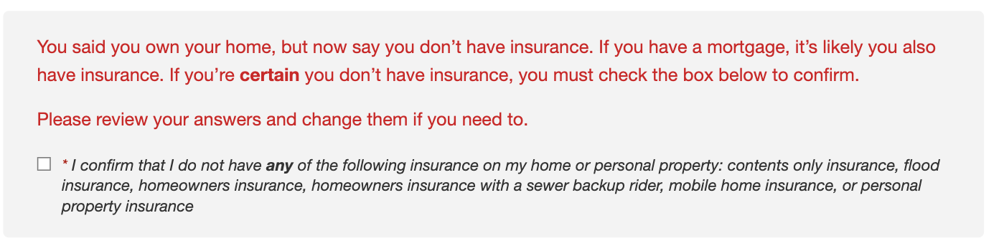 You said you own your home, but now say you don’t have insurance. If you have a mortgage, it’s likely you also
have insurance. If you’re certain you don’t have insurance, you must check the box below to confirm.
Please review your answers and change them if you need to.
* I confirm that I do not have any of the following insurance on my home or personal property: contents only insurance, flood
insurance, homeowners insurance, homeowners insurance with a sewer backup rider, mobile home insurance, or personal
property insurance